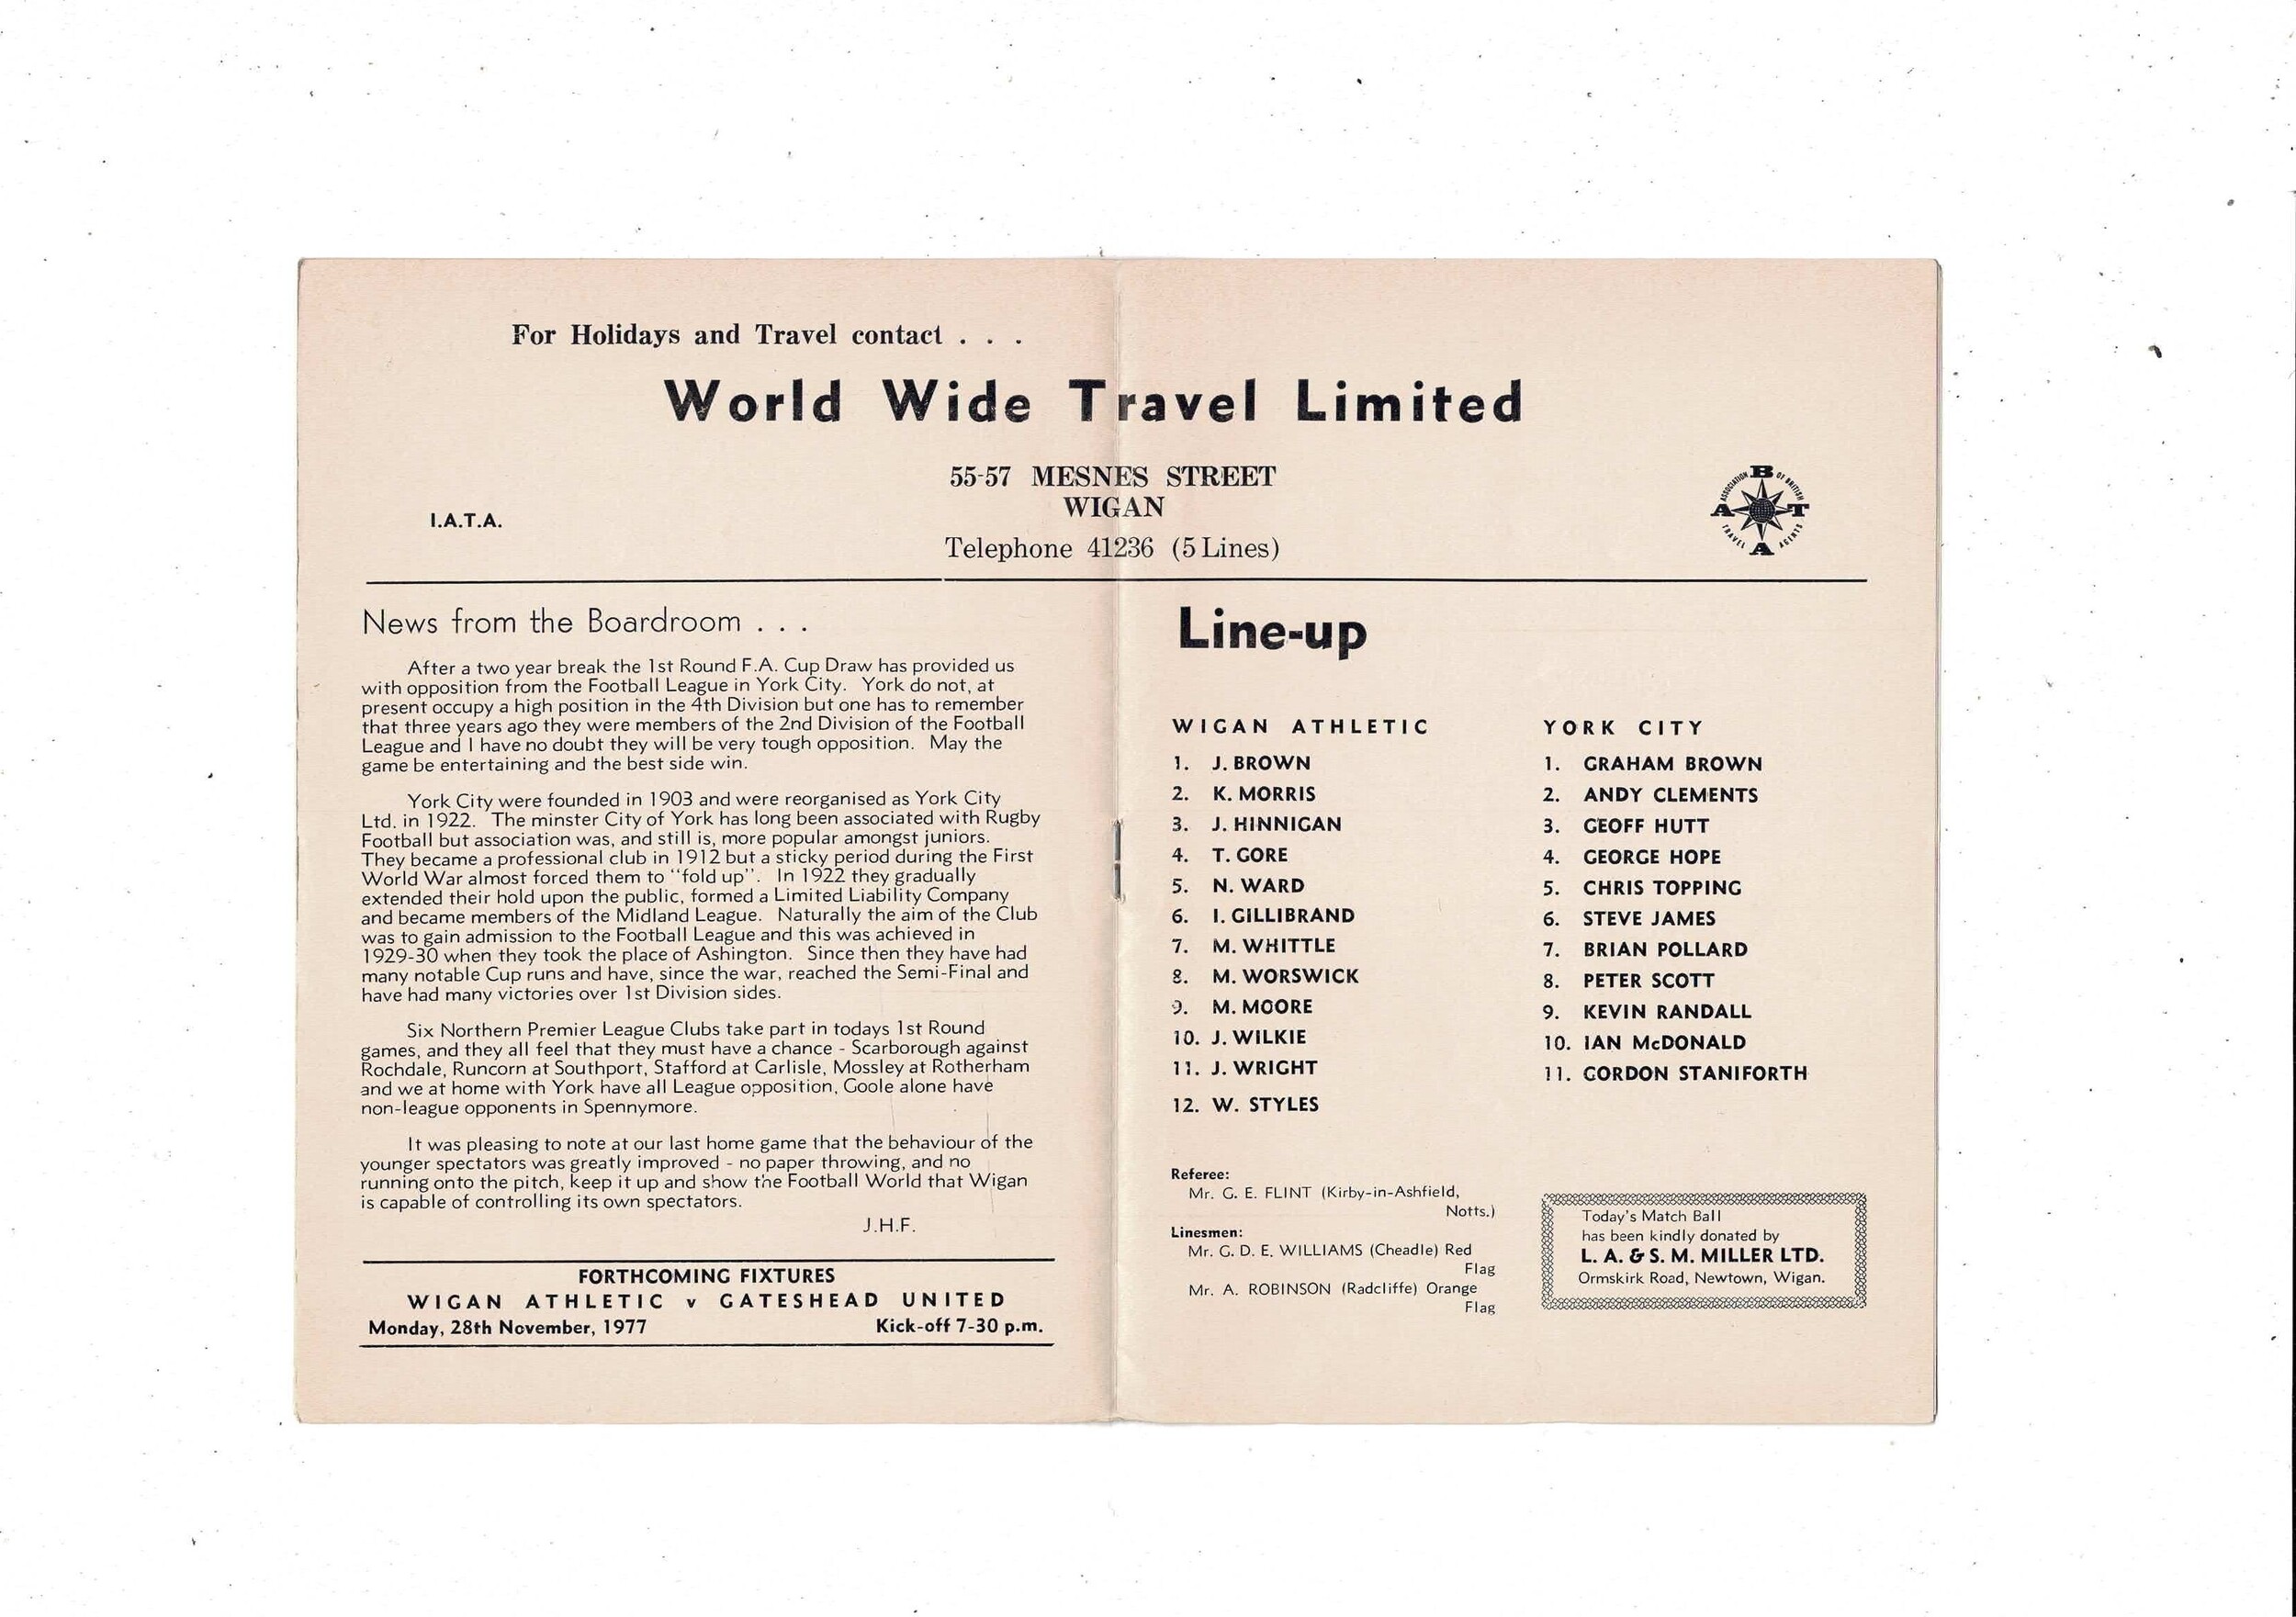 For Holidays and Travel contact . . .
World Wide Travel Limited
55-57 MESNES STREET
WIGAN
I.A.T.A.
Telephone 41236 (5 Lines)
ASSOCIATION OF BRITISH TRAVEL AGENTS
A B T A
News from the Boardroom . . .
After a two year break the 1st Round F.A. Cup Draw has provided us
with opposition from the Football League in York City. York do not, at
present occupy a high position in the 4th Division but one has to remember
that three years ago they were members of the 2nd Division of the Football
League and I have no doubt they will be very tough opposition. May the
game be entertaining and the best side win.
York City were founded in 1903 and were reorganised as York City
Ltd. in 1922. The minster City of York has long been associated with Rugby
Football but association was, and still is, more popular amongst juniors.
They became a professional club in 1912 but a sticky period during the First
World War almost forced them to "fold up". In 1922 they gradually
extended their hold upon the public, formed a Limited Liability Company
and became members of the Midland League. Naturally the aim of the Club
was to gain admission to the Football League and this was achieved in
1929-30 when they took the place of Ashington. Since then they have had
many notable Cup runs and have, since the war, reached the Semi-Final and
have had many victories over 1st Division sides.
Six Northern Premier League Clubs take part in todays 1st Round
games, and they all feel that they must have a chance - Scarborough against
Rochdale, Runcorn at Southport, Stafford at Carlisle, Mossley at Rotherham
and we at home with York have all League opposition, Goole alone have
non-league opponents in Spennymore.
It was pleasing to note at our last home game that the behaviour of the
younger spectators was greatly improved - no paper throwing, and no
running onto the pitch, keep it up and show the Football World that Wigan
is capable of controlling its own spectators.
J.H.F.
FORTHCOMING FIXTURES
WIGAN ATHLETIC v GATESHEAD UNITED
Monday, 28th November, 1977 Kick-off 7-30 p.m.
Line-up
WIGAN ATHLETIC
1. J. BROWN
2. K. MORRIS
3. J. HINNIGAN
4. T. GORE
5. N. WARD
6. I. GILLIBRAND
7. M. WHITTLE
8. M. WORSWICK
9. M. MOORE
10. J. WILKIE
11. J. WRIGHT
12. W. STYLES
YORK CITY
1. GRAHAM BROWN
2. ANDY CLEMENTS
3. GEOFF HUTT
4. GEORGE HOPE
5. CHRIS TOPPING
6. STEVE JAMES
7. BRIAN POLLARD
8. PETER SCOTT
9. KEVIN RANDALL
10. IAN McDONALD
11. GORDON STANIFORTH
Referee:
Mr. G. E. FLINT (Kirby-in-Ashfield,
Notts.)
Linesmen:
Mr. G. D. E. WILLIAMS (Cheadle) Red
Flag
Mr. A. ROBINSON (Radcliffe) Orange
Flag
Today's Match Ball
has been kindly donated by
L. A. & S. M. MILLER LTD.
Ormskirk Road, Newtown, Wigan.